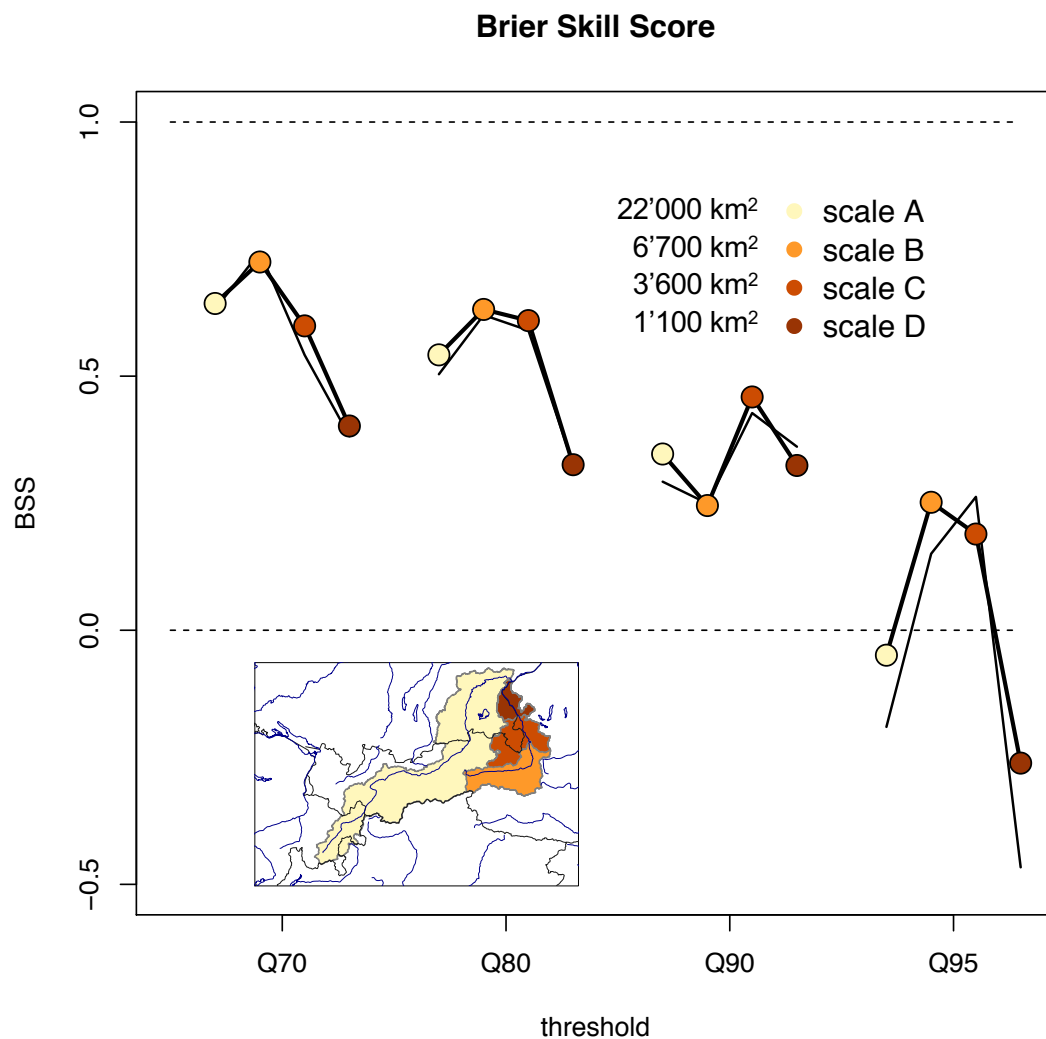 Brier Skill Score
1.0
22’000 km² scale A
6’700 km² scale B
3’600 km² scale C
1’100 km² scale D
0.5
BSS
0.0
−0.5
Q70 Q80 Q90 Q95
threshold